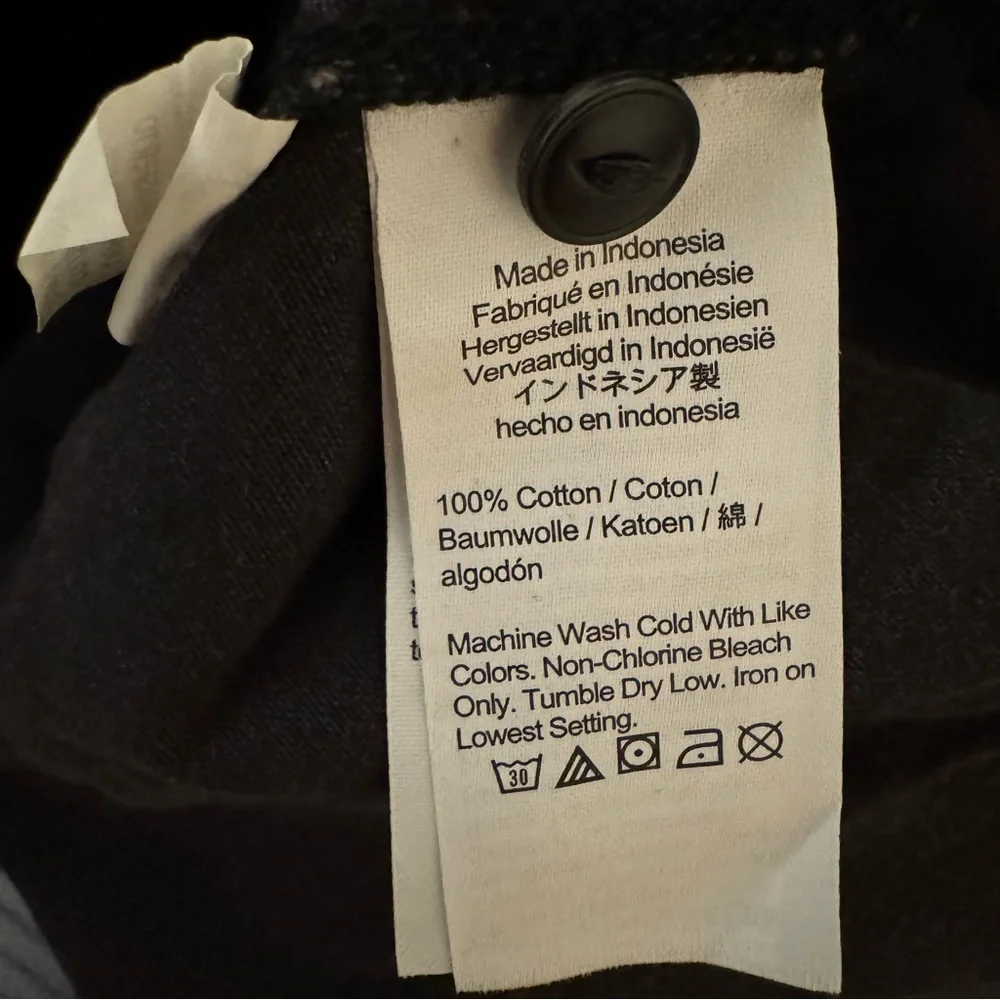 Made in Indonesia
Fabriqué en Indonésie
Hergestellt in Indonesien
Vervaardigd in Indonesië
インドネシア製
hecho en indonesia
100% Cotton / Coton /
Baumwolle / Katoen / 綿 /
algodón
Machine Wash Cold With Like
Colors. Non-Chlorine Bleach
Only. Tumble Dry Low. Iron on
Lowest Setting.
30